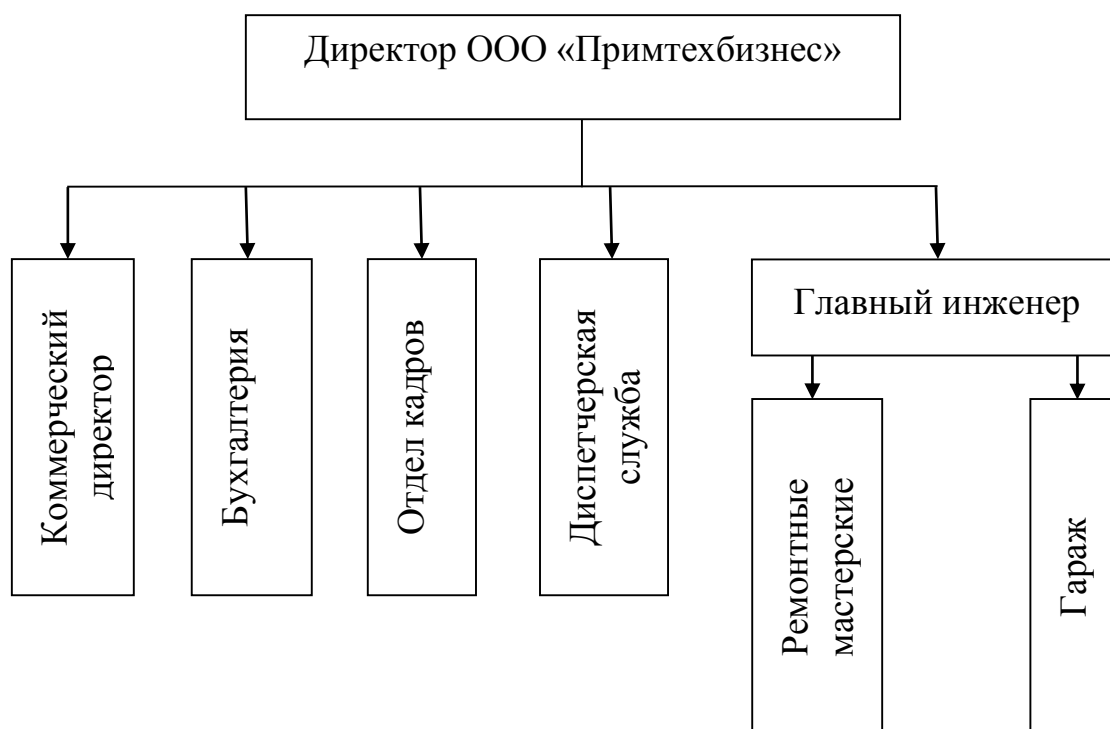 Директор ООО «Примтехбизнес»
Коммерческий
директор
Бухгалтерия
Отдел кадров
Диспетчерская
служба
Главный инженер
Ремонтные
мастерские
Гараж